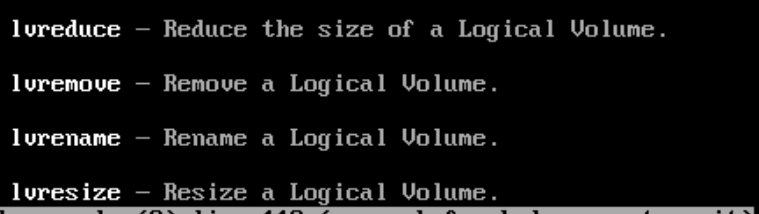 lvreduce — Reduce the size of a Logical Volume.
lvremove — Remove a Logical Volume.
lvrename — Rename a Logical Volume.
lvresize — Resize a Logical Volume.